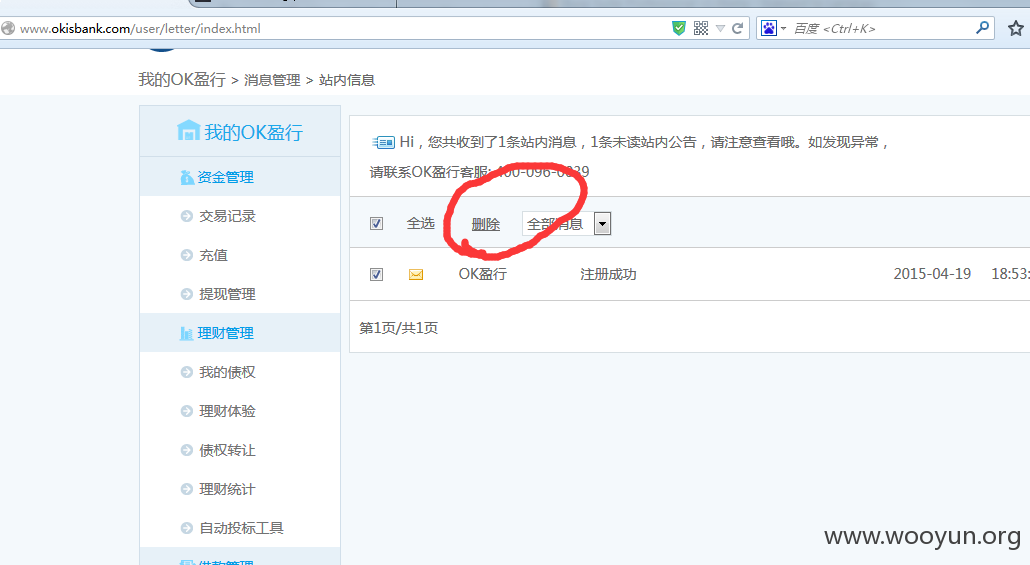 www.okisbank.com/user/letter/index.html
百度 <Ctrl+K>
我的OK盈行 > 消息管理 > 站内信息
我的OK盈行
资金管理
交易记录
充值
提现管理
理财管理
我的债权
理财体验
债权转让
理财统计
自动投标工具
借款管理
Hi，您共收到了1条站内消息，1条未读站内公告，请注意查看哦。如发现异常，
请联系OK盈行客服: 400-096-0039
全选 删除 全部消息
OK盈行 注册成功 2015-04-19 18:53:
第1页/共1页
www.wooyun.org